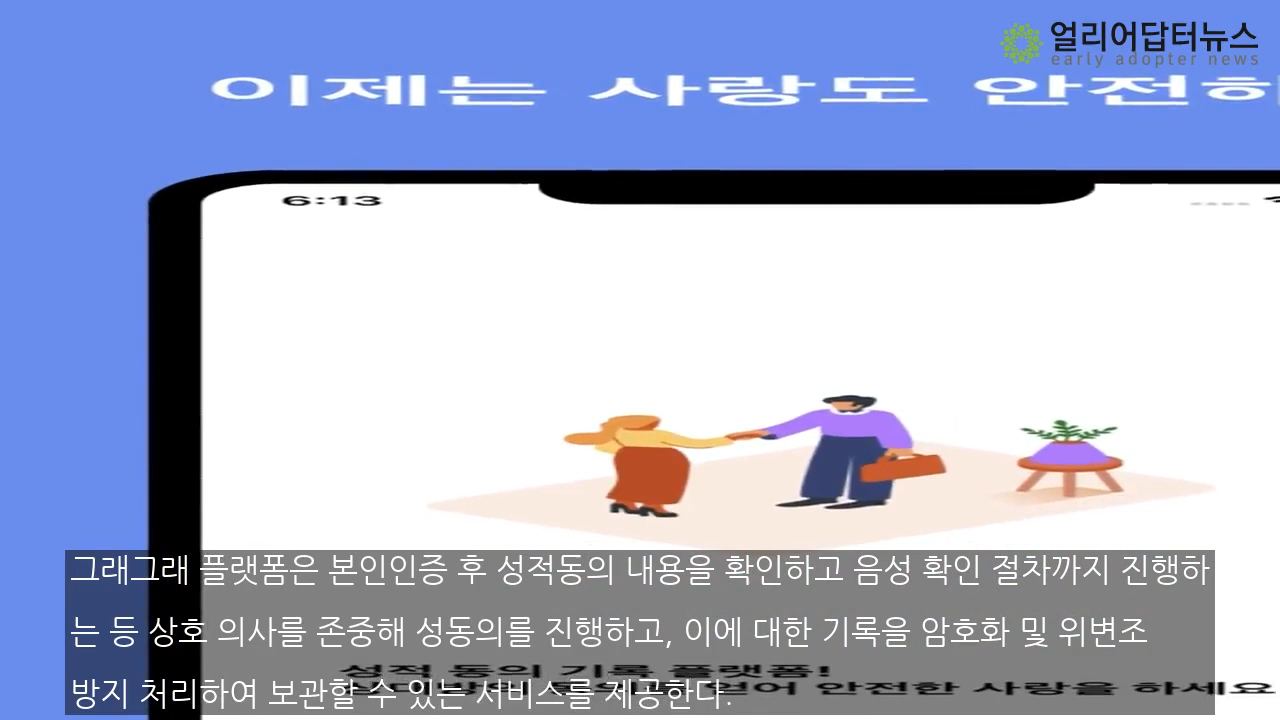 얼리어답터뉴스
early adopter news
이제는 사랑도 안전하
6:13
그래그래 플랫폼은 본인인증 후 성적동의 내용을 확인하고 음성 확인 절차까지 진행하
는 등 상호 의사를 존중해 성동의를 진행하고, 이에 대한 기록을 암호화 및 위변조
성적 동의 기록 플랫폼!
방지 처리하여 보관할 수 있는 서비스를 제공한다.
안전한 사랑을 하세요